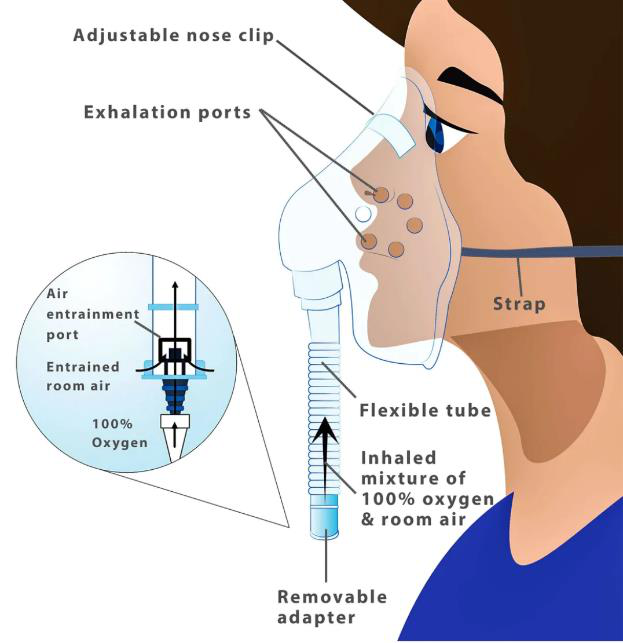 Adjustable nose clip
Exhalation ports
Air
entrainment
port
Entrained
room air
100%
Oxygen
Strap
Flexible tube
Inhaled
mixture of
100% oxygen
& room air
Removable
adapter